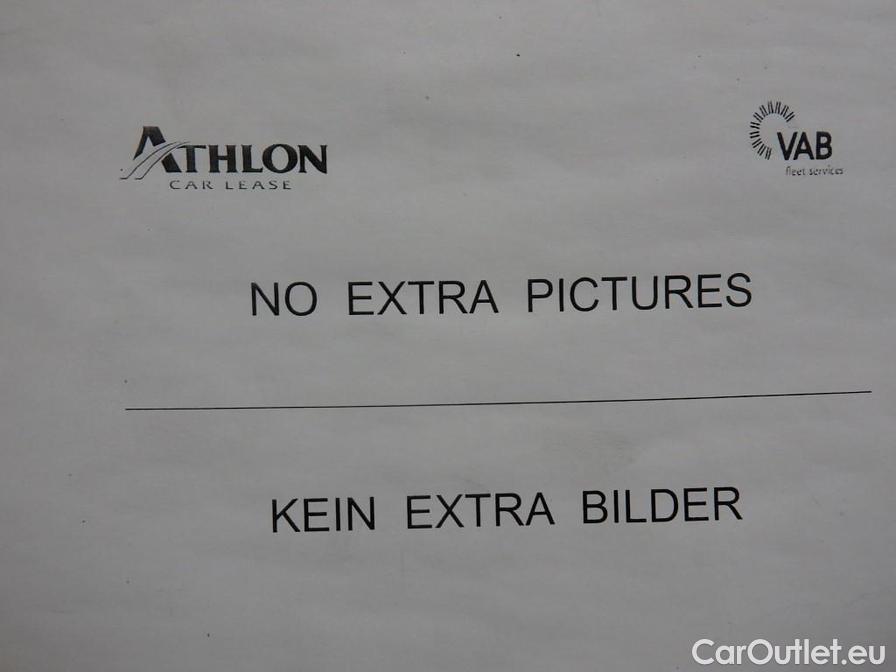 ATHLON
CAR LEASE
VAB
fleet services
NO EXTRA PICTURES
KEIN EXTRA BILDER
CarOutlet.eu